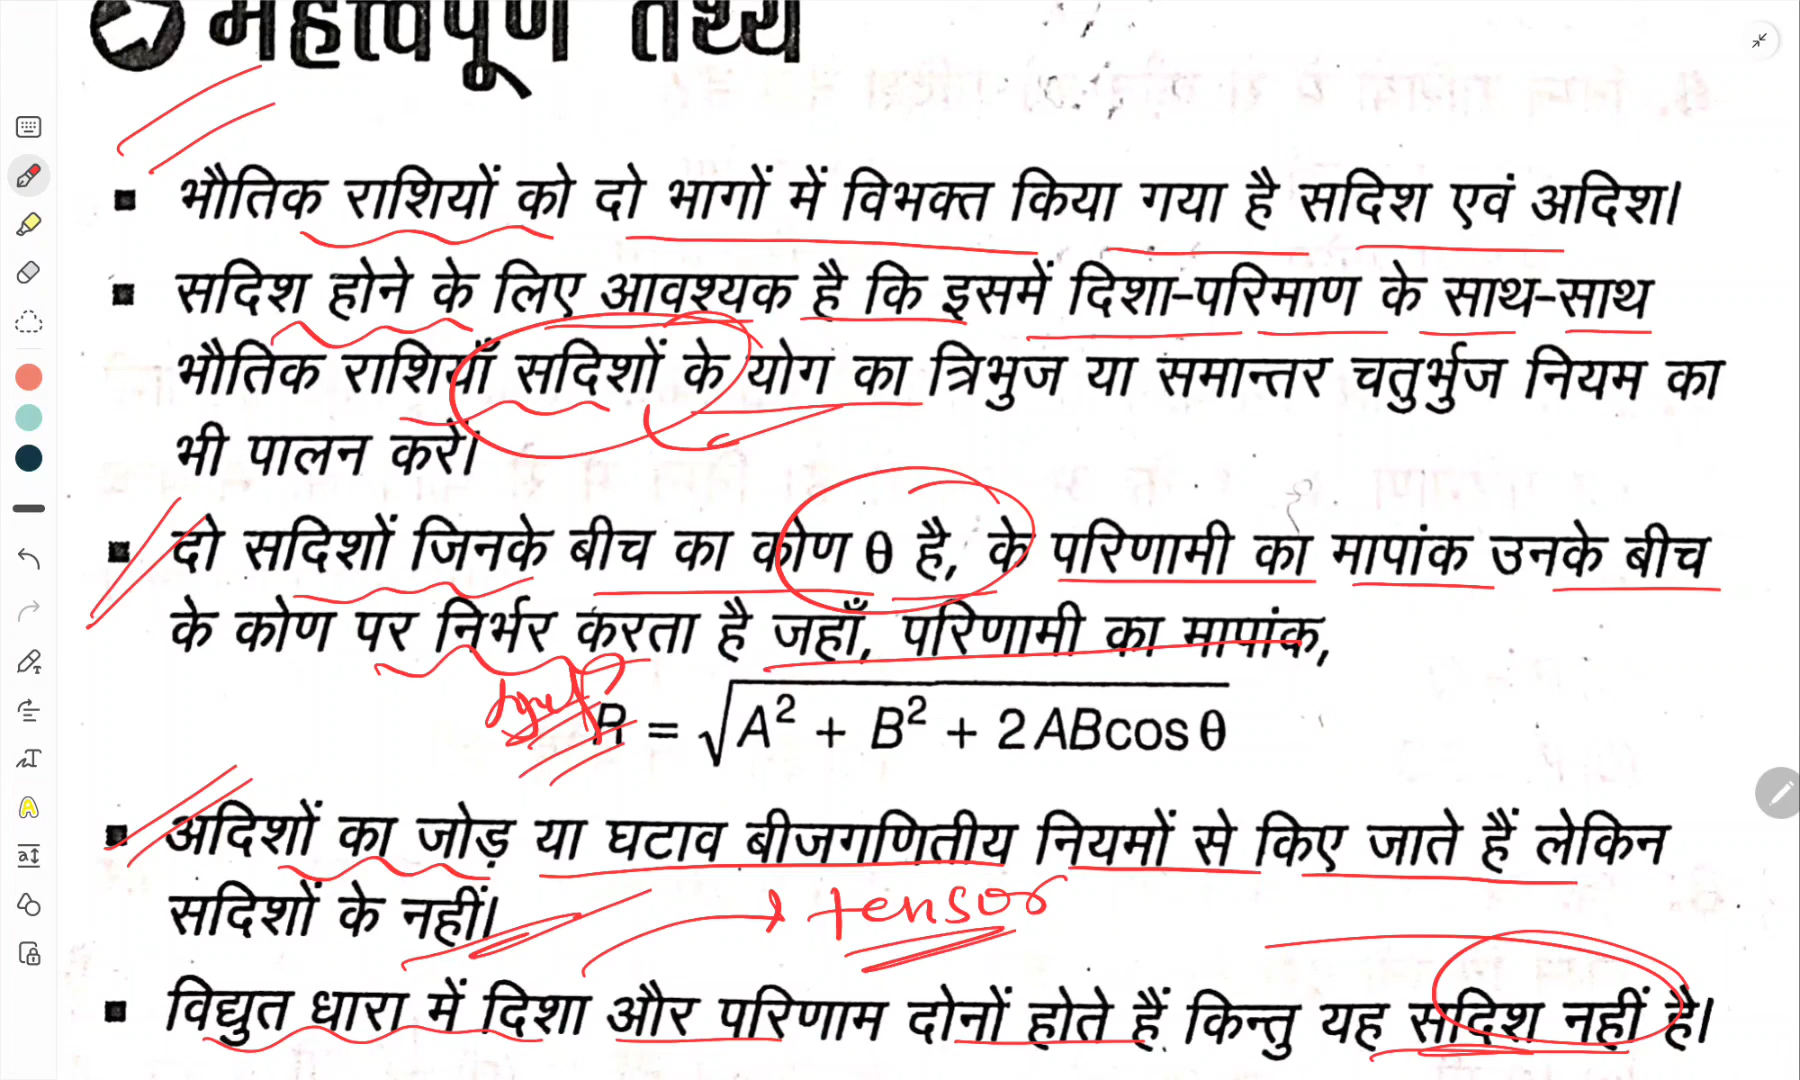 महत्वपूर्ण तथ्य
भौतिक राशियों को दो भागों में विभक्त किया गया है सदिश एवं अदिश।
सदिश होने के लिए आवश्यक है कि इसमें दिशा-परिमाण के साथ-साथ
भौतिक राशियाँ सदिशों के योग का त्रिभुज या समान्तर चतुर्भुज नियम का
भी पालन करें।
दो सदिशों जिनके बीच का कोण θ है, के परिणामी का मापांक उनके बीच
के कोण पर निर्भर करता है जहाँ, परिणामी का मापांक,
R = √A² + B² + 2ABcosθ
अदिशों का जोड़ या घटाव बीजगणितीय नियमों से किए जाते हैं लेकिन
सदिशों के नहीं।
tensor
विद्युत धारा में दिशा और परिणाम दोनों होते हैं किन्तु यह सदिश नहीं है।